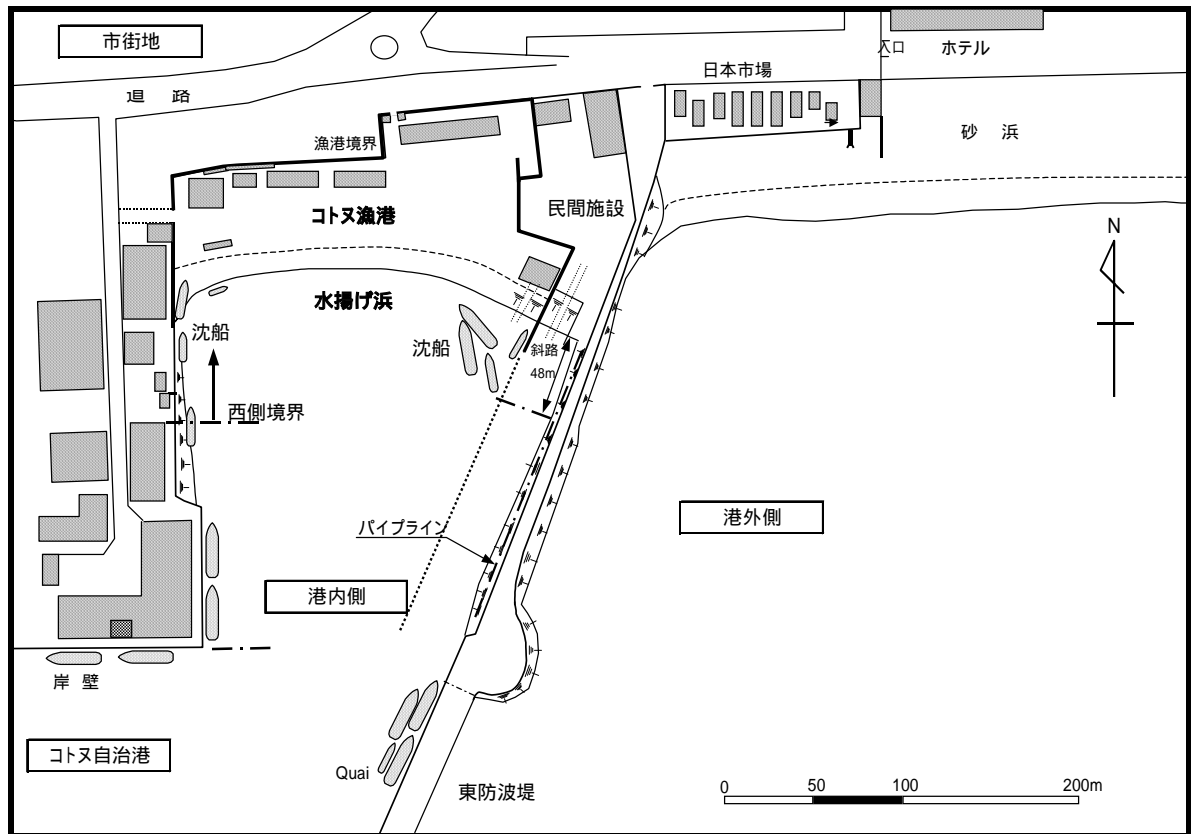 市街地
入口
ホテル
日本市場
道 路
砂 浜
漁港境界
コトヌ漁港
民間施設
N
水揚げ浜
沈船
沈船
斜路
48m
西側境界
港外側
パイプライン
港内側
岸 壁
コトヌ自治港
Quai
東防波堤
0 50 100 200m